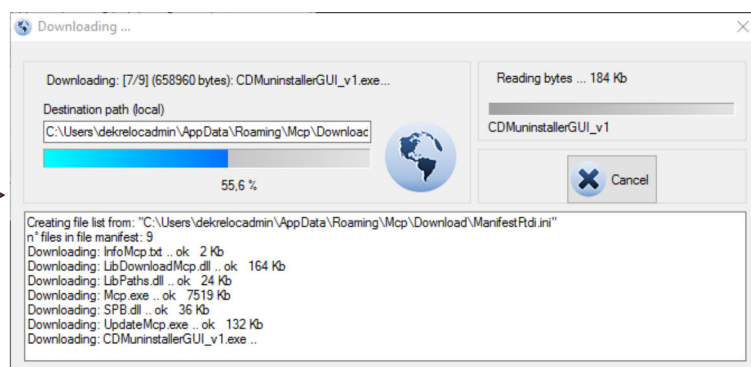 Downloading ...
Downloading: [7/9] (658960 bytes): CDMuninstallerGUI_v1.exe...
Destination path (local)
C:\Users\dekrelocadmin\AppData\Roaming\Mcp\Downloac
55,6 %
Reading bytes ... 184 Kb
CDMuninstallerGUI_v1
Cancel
Creating file list from: "C:\Users\dekrelocadmin\AppData\Roaming\Mcp\Download\ManifestFtdi.ini"
n° files in file manifest: 9
Downloading: InfoMcp.txt .. ok 2 Kb
Downloading: LibDownloadMcp.dll .. ok 164 Kb
Downloading: LibPaths.dll .. ok 24 Kb
Downloading: Mcp.exe .. ok 7519 Kb
Downloading: SPB.dll .. ok 36 Kb
Downloading: UpdateMcp.exe .. ok 132 Kb
Downloading: CDMuninstallerGUI_v1.exe ..